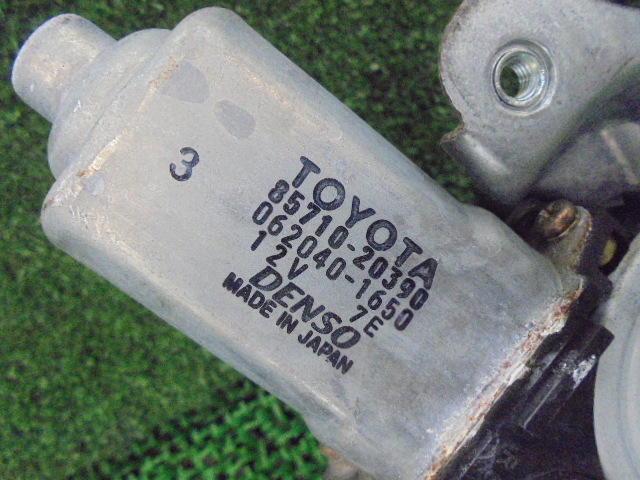 3
TOYOTA
85710-20390
062040-1650
12V 7E
DENSO
MADE IN JAPAN